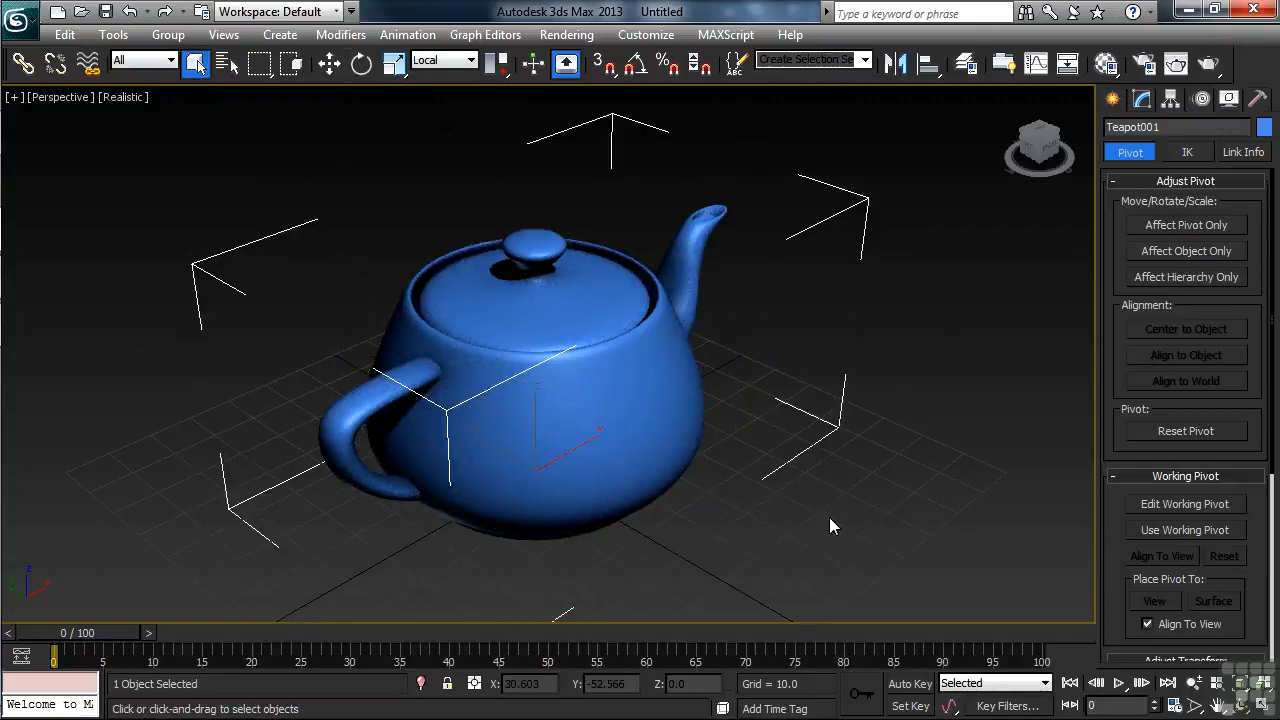 Workspace: Default
Autodesk 3ds Max 2013 Untitled
Type a keyword or phrase
Edit Tools Group Views Create Modifiers Animation Graph Editors Rendering Customize MAXScript Help
All Local 3 Create Selection Se
[+] [Perspective] [Realistic]
Teapot001
Pivot IK Link Info
Adjust Pivot
Move/Rotate/Scale:
Affect Pivot Only
Affect Object Only
Affect Hierarchy Only
Alignment:
Center to Object
Align to Object
Align to World
Pivot:
Reset Pivot
Working Pivot
Edit Working Pivot
Use Working Pivot
Align To View Reset
Place Pivot To:
View Surface
Align To View
Adjust Transform
z
x
< 0 / 100 >
0 5 10 15 20 25 30 35 40 45 50 55 60 65 70 75 80 85 90 95 100
1 Object Selected X: 30.603 Y: -52.566 Z: 0.0 Grid = 10.0 Auto Key Selected
Welcome to M Click or click-and-drag to select objects Add Time Tag Set Key Key Filters... 0